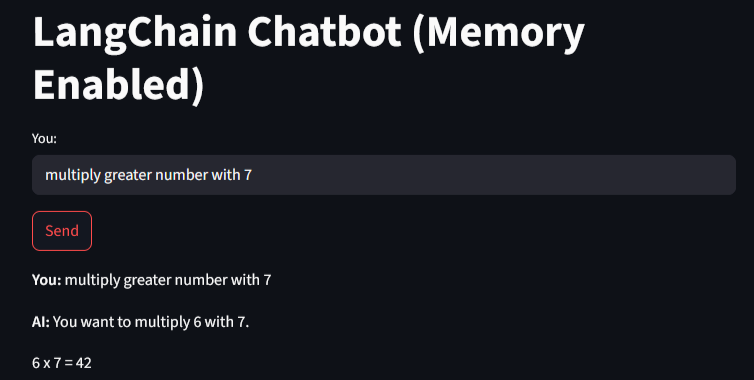 LangChain Chatbot (Memory
Enabled)
You:
multiply greater number with 7
Send
You: multiply greater number with 7
AI: You want to multiply 6 with 7.
6 x 7 = 42